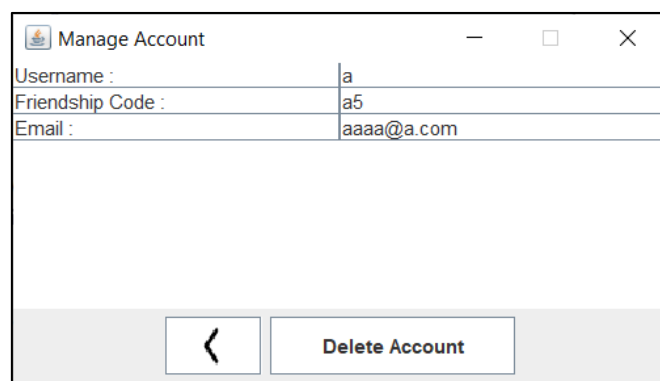 Manage Account
Username : a
Friendship Code : a5
Email : aaaa@a.com
Delete Account